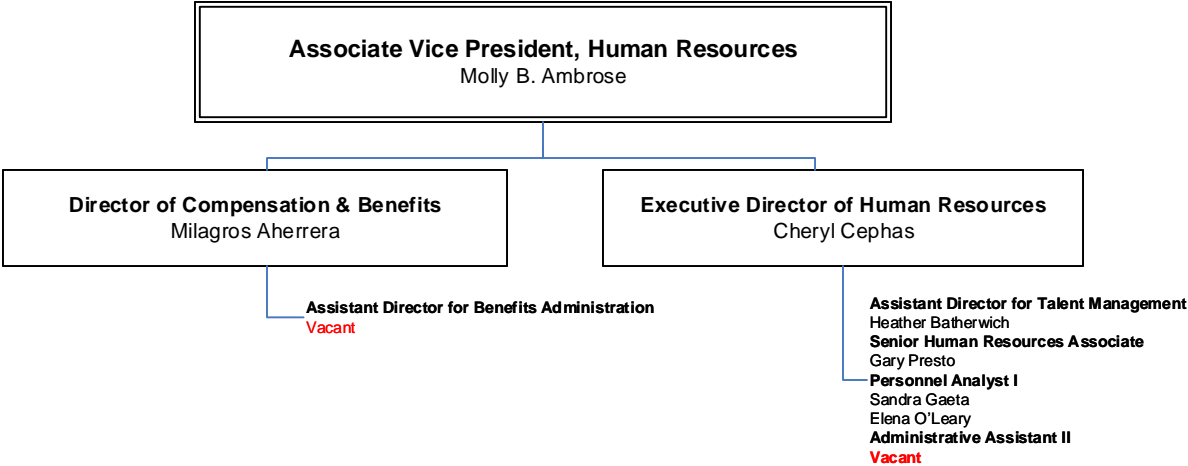 Associate Vice President, Human Resources
Molly B. Ambrose
Director of Compensation & Benefits
Milagros Aherrera
Executive Director of Human Resources
Cheryl Cephas
Assistant Director for Benefits Administration
Vacant
Assistant Director for Talent Management
Heather Batherwich
Senior Human Resources Associate
Gary Presto
Personnel Analyst I
Sandra Gaeta
Elena O’Leary
Administrative Assistant II
Vacant